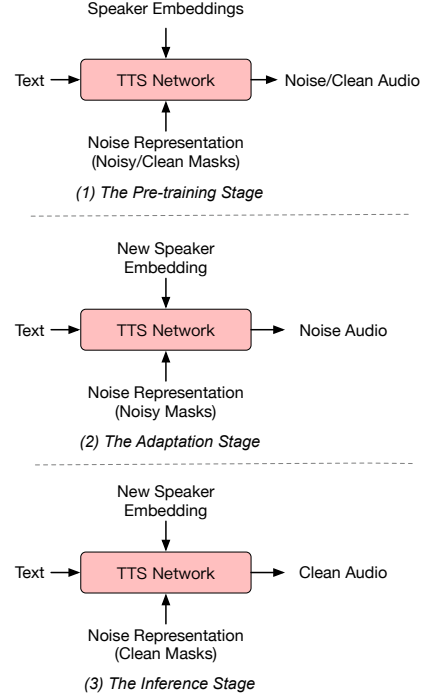 Speaker Embeddings
Text
TTS Network
Noise/Clean Audio
Noise Representation
(Noisy/Clean Masks)
(1) The Pre-training Stage
New Speaker
Embedding
Text
TTS Network
Noise Audio
Noise Representation
(Noisy Masks)
(2) The Adaptation Stage
New Speaker
Embedding
Text
TTS Network
Clean Audio
Noise Representation
(Clean Masks)
(3) The Inference Stage